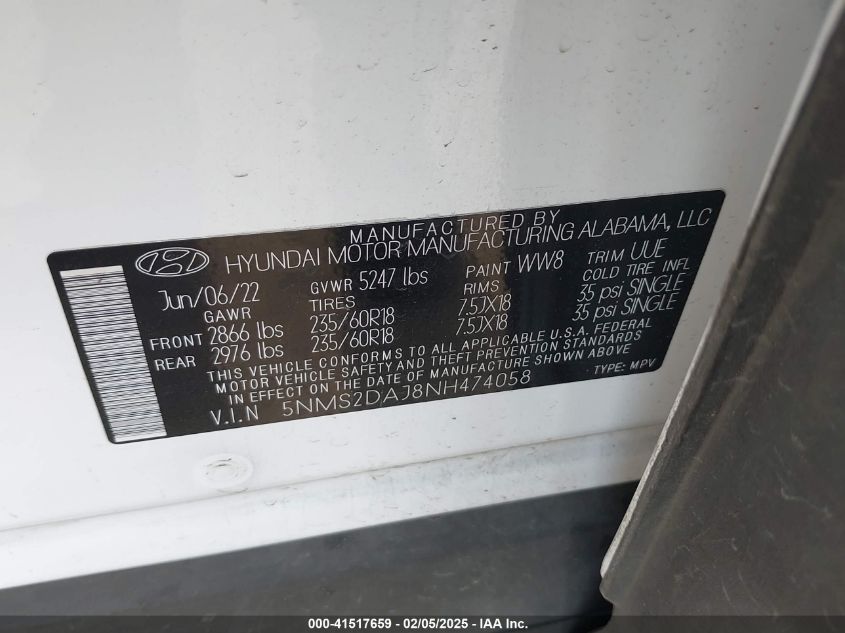 MANUFACTURED BY
HYUNDAI MOTOR MANUFACTURING ALABAMA, LLC
Jun/06/22 GVWR 5247 lbs PAINT WW8 TRIM UUE
GAWR TIRES RIMS COLD TIRE INFL
FRONT 2866 lbs 235/60R18 7.5JX18 35 psi SINGLE
REAR 2976 lbs 235/60R18 7.5JX18 35 psi SINGLE
THIS VEHICLE CONFORMS TO ALL APPLICABLE U.S.A. FEDERAL
MOTOR VEHICLE SAFETY AND THEFT PREVENTION STANDARDS
IN EFFECT ON THE DATE OF MANUFACTURE SHOWN ABOVE
V.I.N 5NMS2DAJ8NH474058 TYPE: MPV
000-41517659 - 02/05/2025 - IAA Inc.